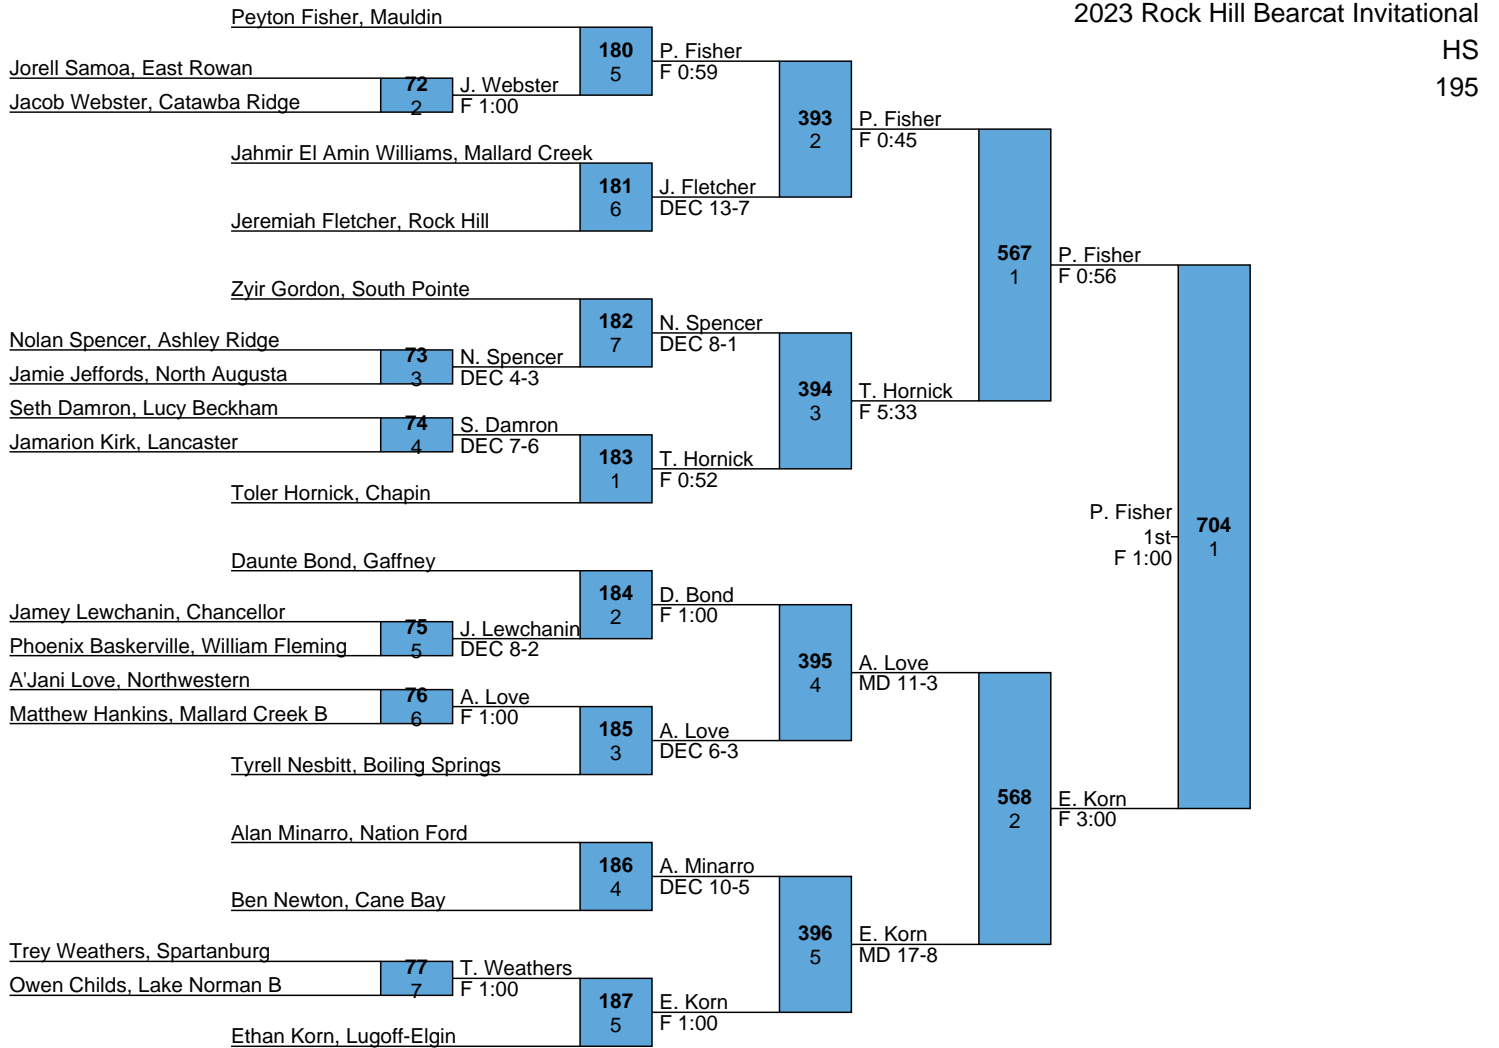 2023 Rock Hill Bearcat Invitational
HS
195
Peyton Fisher, Mauldin
180
5
P. Fisher
F 0:59
Jorell Samoa, East Rowan
Jacob Webster, Catawba Ridge
72
2
J. Webster
F 1:00
393
2
P. Fisher
F 0:45
Jahmir El Amin Williams, Mallard Creek
181
6
J. Fletcher
DEC 13-7
Jeremiah Fletcher, Rock Hill
567
1
P. Fisher
F 0:56
Zyir Gordon, South Pointe
182
7
N. Spencer
DEC 8-1
Nolan Spencer, Ashley Ridge
Jamie Jeffords, North Augusta
73
3
N. Spencer
DEC 4-3
394
3
T. Hornick
F 5:33
Seth Damron, Lucy Beckham
Jamarion Kirk, Lancaster
74
4
S. Damron
DEC 7-6
183
1
T. Hornick
F 0:52
Toler Hornick, Chapin
P. Fisher
1st
F 1:00
704
1
Daunte Bond, Gaffney
184
2
D. Bond
F 1:00
Jamey Lewchanin, Chancellor
Phoenix Baskerville, William Fleming
75
5
J. Lewchanin
DEC 8-2
395
4
A. Love
MD 11-3
A'Jani Love, Northwestern
Matthew Hankins, Mallard Creek B
76
6
A. Love
F 1:00
185
3
A. Love
DEC 6-3
Tyrell Nesbitt, Boiling Springs
568
2
E. Korn
F 3:00
Alan Minarro, Nation Ford
186
4
A. Minarro
DEC 10-5
Ben Newton, Cane Bay
396
5
E. Korn
MD 17-8
Trey Weathers, Spartanburg
Owen Childs, Lake Norman B
77
7
T. Weathers
F 1:00
187
5
E. Korn
F 1:00
Ethan Korn, Lugoff-Elgin